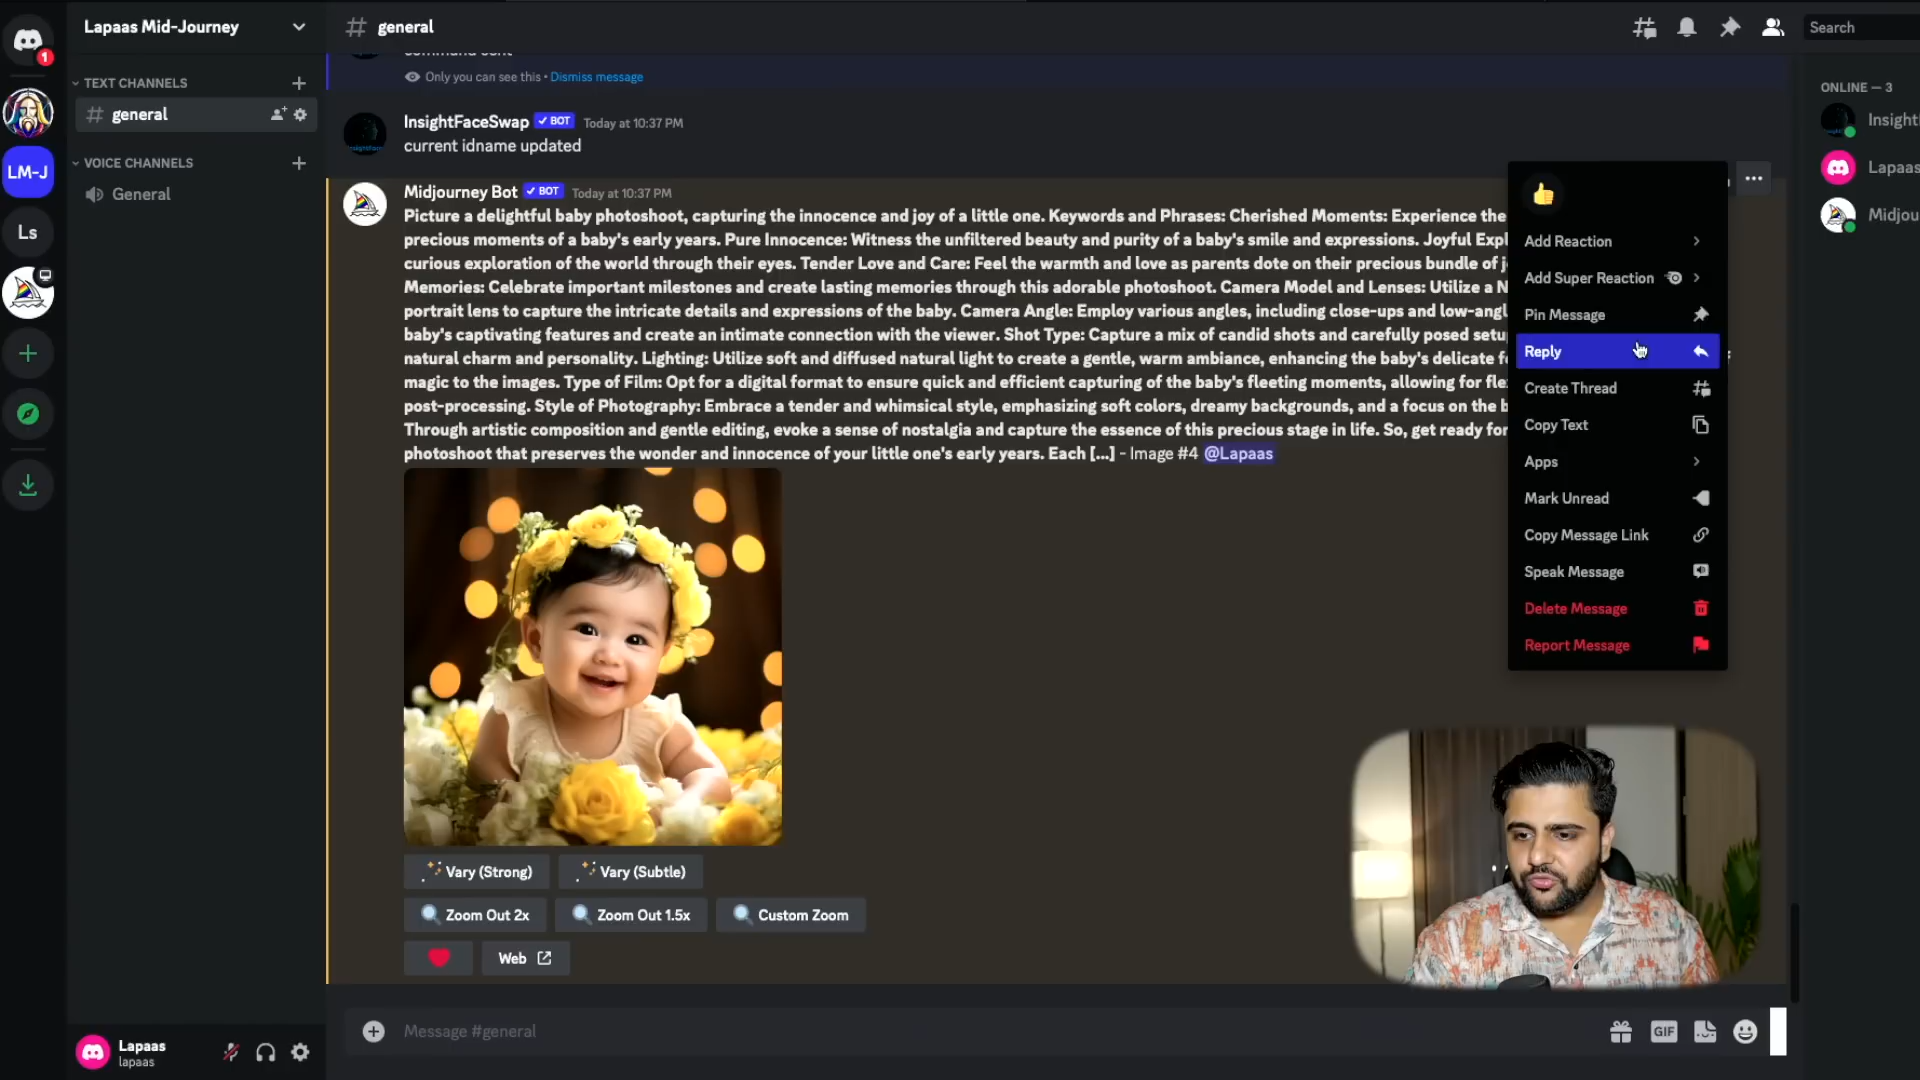 Lapaas Mid-Journey
# general
Search
1
TEXT CHANNELS
# general
VOICE CHANNELS
General
LM-J
Ls
command sent
Only you can see this • Dismiss message
InsightFaceSwap BOT Today at 10:37 PM
current idname updated
Midjourney Bot BOT Today at 10:37 PM
Picture a delightful baby photoshoot, capturing the innocence and joy of a little one. Keywords and Phrases: Cherished Moments: Experience the
precious moments of a baby's early years. Pure Innocence: Witness the unfiltered beauty and purity of a baby's smile and expressions. Joyful Expl
curious exploration of the world through their eyes. Tender Love and Care: Feel the warmth and love as parents dote on their precious bundle of j
Memories: Celebrate important milestones and create lasting memories through this adorable photoshoot. Camera Model and Lenses: Utilize a N
portrait lens to capture the intricate details and expressions of the baby. Camera Angle: Employ various angles, including close-ups and low-angl
baby's captivating features and create an intimate connection with the viewer. Shot Type: Capture a mix of candid shots and carefully posed setu
natural charm and personality. Lighting: Utilize soft and diffused natural light to create a gentle, warm ambiance, enhancing the baby's delicate f
magic to the images. Type of Film: Opt for a digital format to ensure quick and efficient capturing of the baby's fleeting moments, allowing for fle
post-processing. Style of Photography: Embrace a tender and whimsical style, emphasizing soft colors, dreamy backgrounds, and a focus on the b
Through artistic composition and gentle editing, evoke a sense of nostalgia and capture the essence of this precious stage in life. So, get ready for
photoshoot that preserves the wonder and innocence of your little one's early years. Each [...] - Image #4 @Lapaas
Vary (Strong)
Vary (Subtle)
Zoom Out 2x
Zoom Out 1.5x
Custom Zoom
Web
Add Reaction
Add Super Reaction
Pin Message
Reply
Create Thread
Copy Text
Apps
Mark Unread
Copy Message Link
Speak Message
Delete Message
Report Message
ONLINE — 3
Insight
Lapaas
Midjou
Lapaas
lapaas
Message #general
GIF